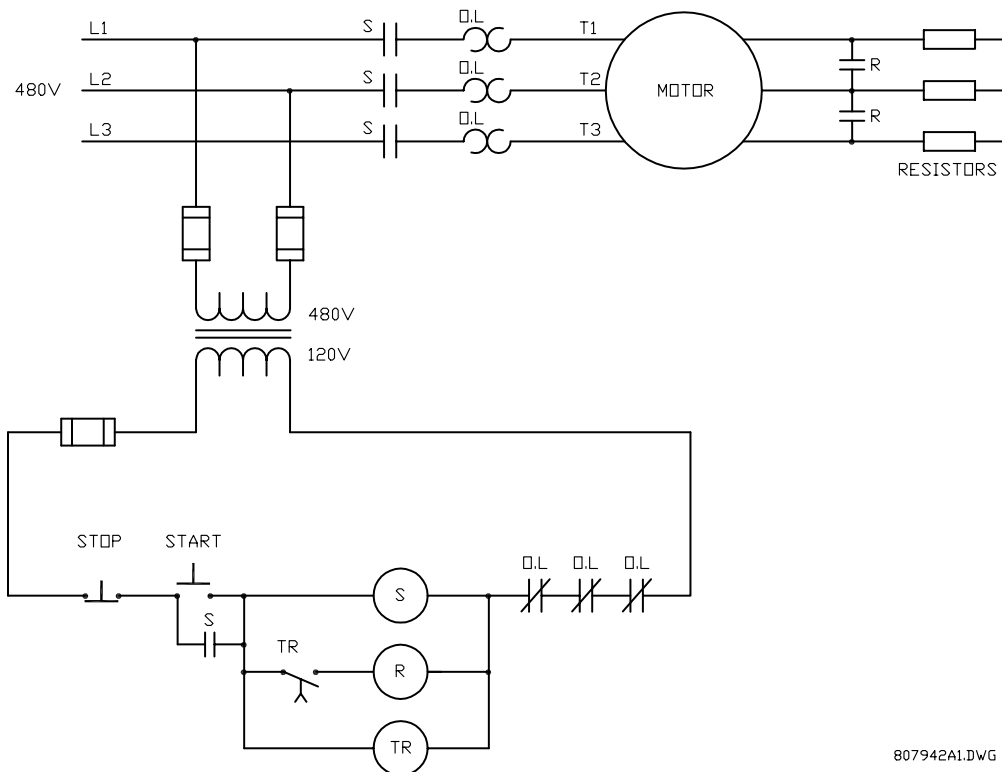 L1 S O.L T1
480V L2 S O.L T2 MOTOR R
L3 S O.L T3 R
RESISTORS
480V
120V
STOP START O.L O.L O.L
S
S
TR R
TR
807942A1.DWG